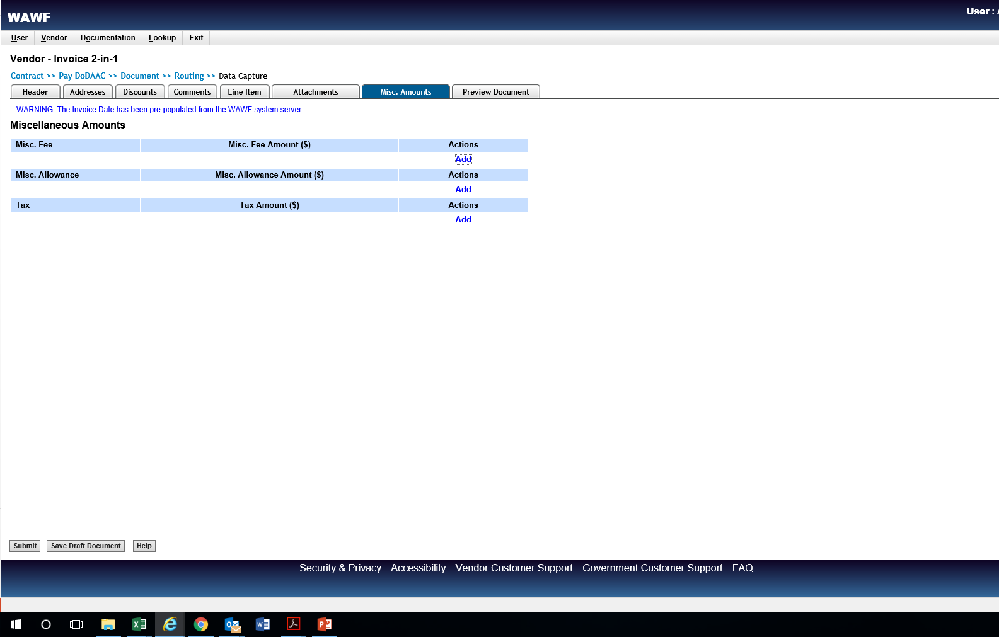 WAWF
User : 
User Vendor Documentation Lookup Exit
Vendor - Invoice 2-in-1
Contract >> Pay DoDAAC >> Document >> Routing >> Data Capture
Header Addresses Discounts Comments Line Item Attachments Misc. Amounts Preview Document
WARNING: The Invoice Date has been pre-populated from the WAWF system server.
Miscellaneous Amounts
Misc. Fee Misc. Fee Amount ($) Actions
Add
Misc. Allowance Misc. Allowance Amount ($) Actions
Add
Tax Tax Amount ($) Actions
Add
Submit Save Draft Document Help
Security & Privacy Accessibility Vendor Customer Support Government Customer Support FAQ